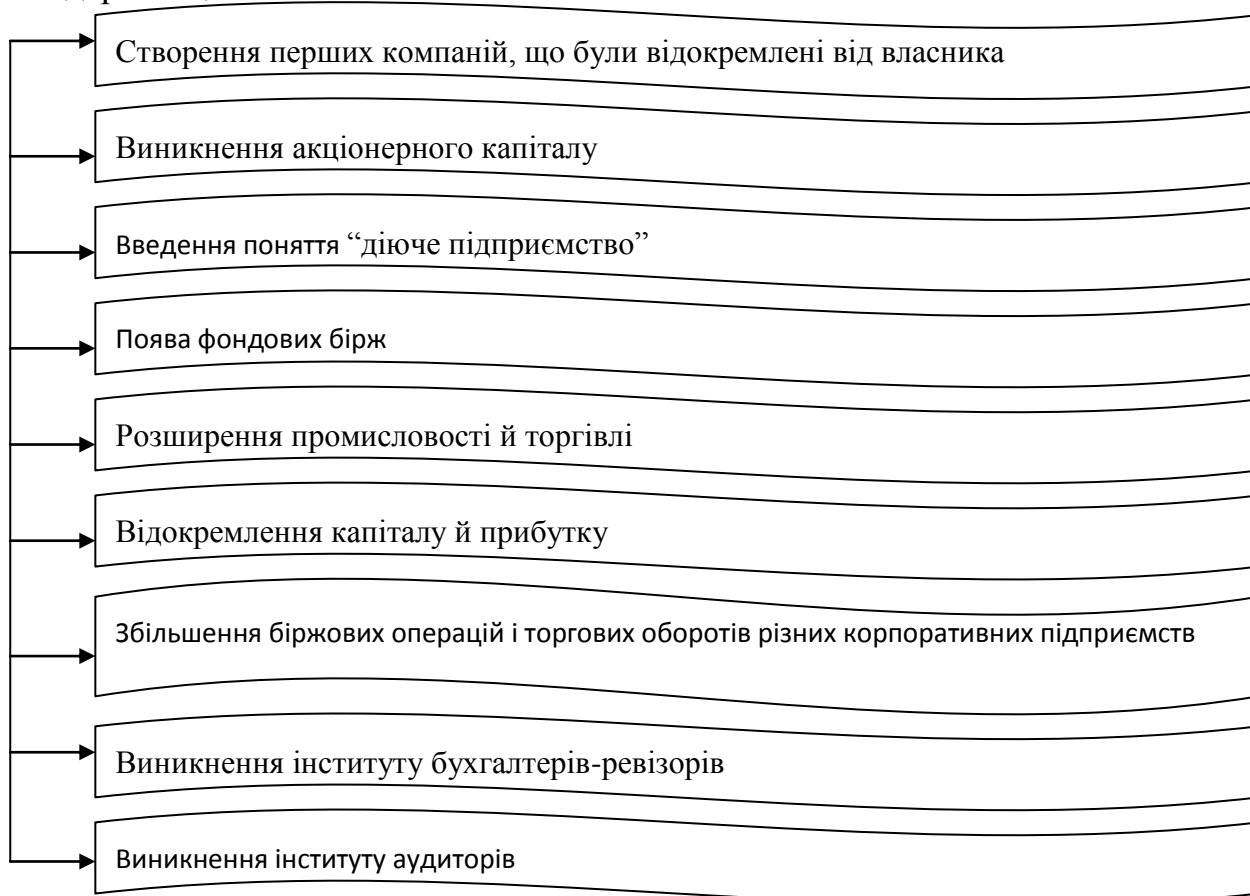 Створення перших компаній, що були відокремлені від власника
Виникнення акціонерного капіталу
Введення поняття “діюче підприємство”
Поява фондових бірж
Розширення промисловості й торгівлі
Відокремлення капіталу й прибутку
Збільшення біржових операцій і торгових оборотів різних корпоративних підприємств
Виникнення інституту бухгалтерів-ревізорів
Виникнення інституту аудиторів